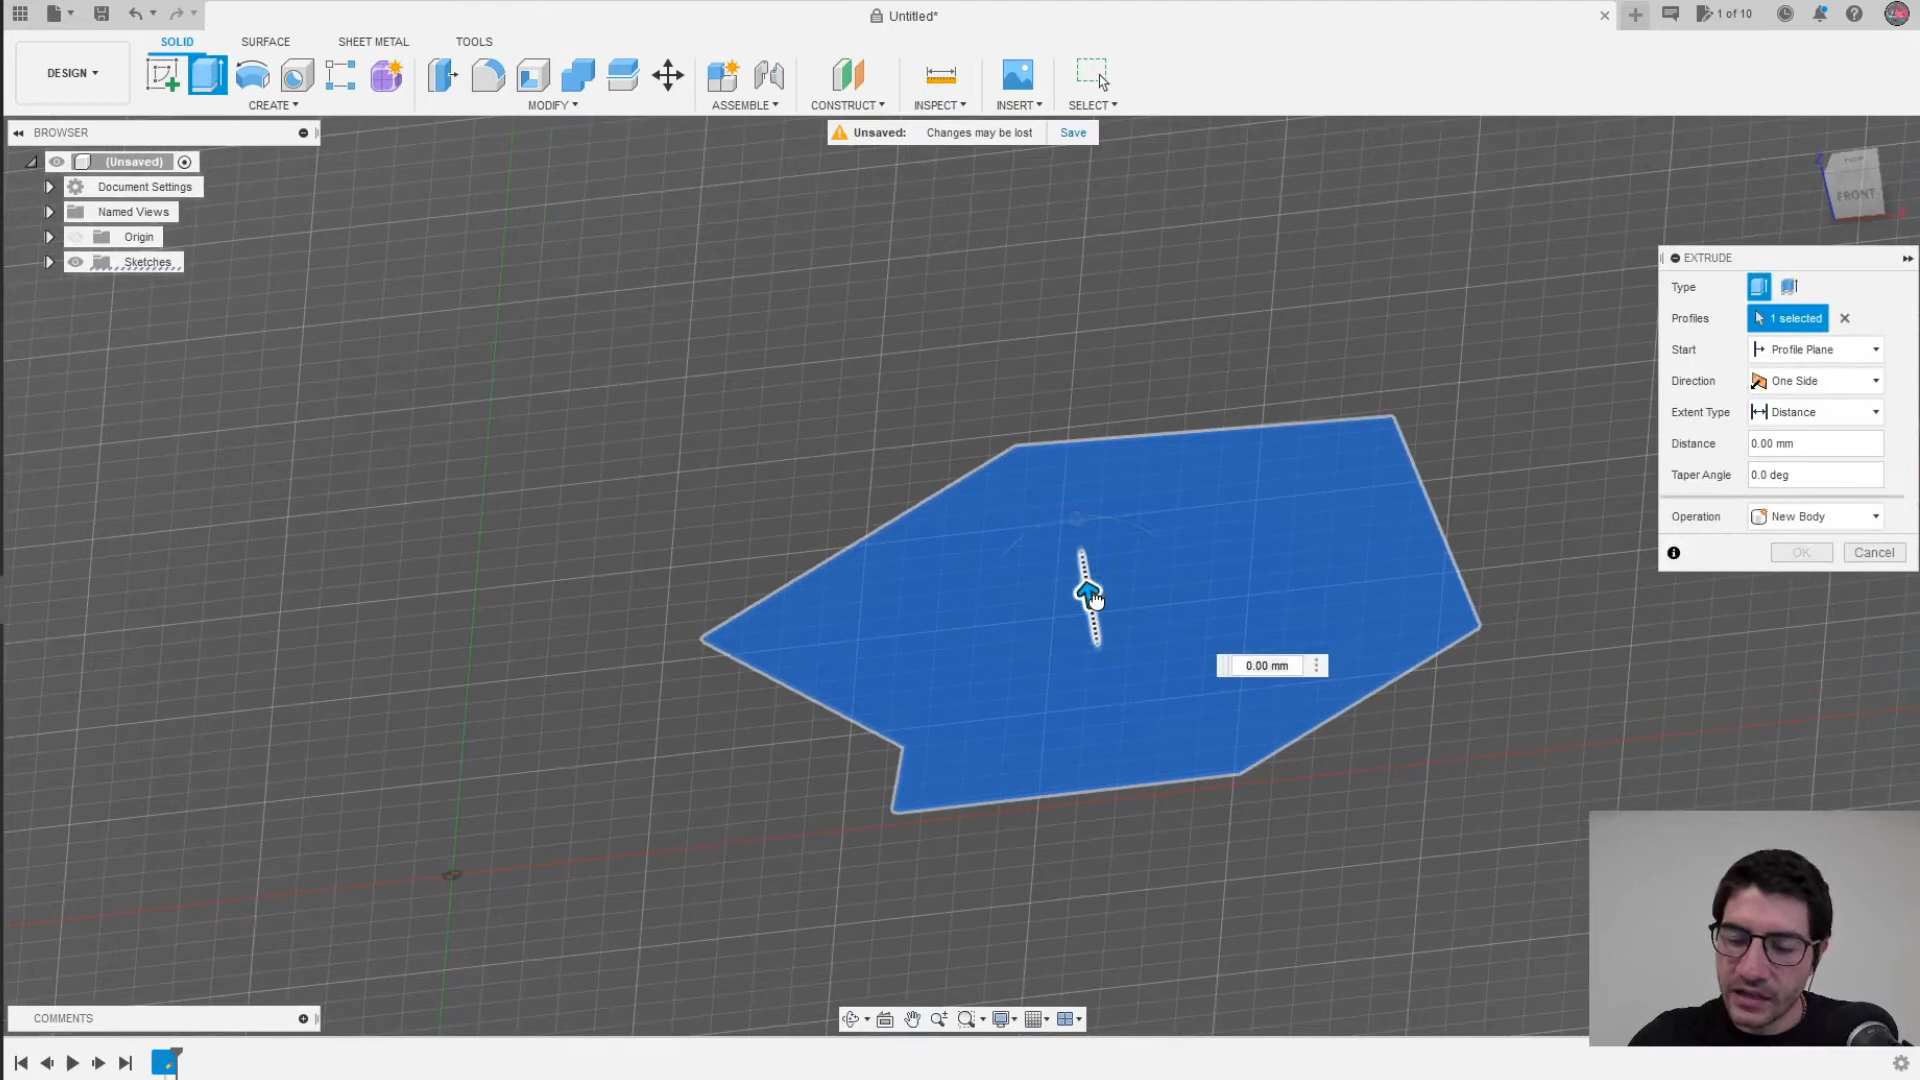 Untitled*
1 of 10
SOLID
SURFACE
SHEET METAL
TOOLS
DESIGN
CREATE
MODIFY
ASSEMBLE
CONSTRUCT
INSPECT
INSERT
SELECT
BROWSER
Unsaved: Changes may be lost
Save
(Unsaved)
Document Settings
Named Views
Origin
Sketches
TOP
FRONT
Z
X
EXTRUDE
Type
Profiles 1 selected
Start Profile Plane
Direction One Side
Extent Type Distance
Distance 0.00 mm
Taper Angle 0.0 deg
Operation New Body
OK
Cancel
0.00 mm
COMMENTS